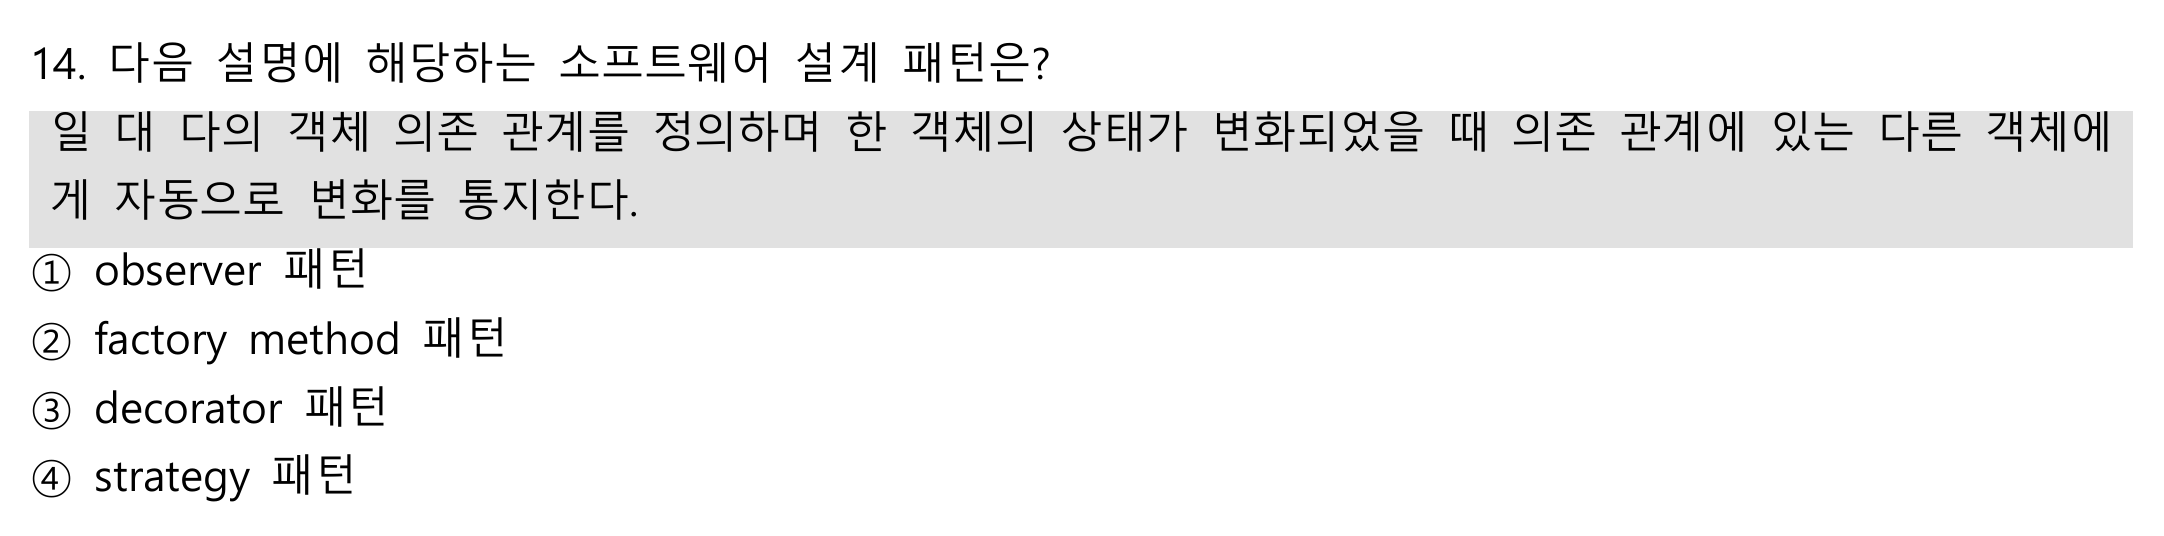 14. 다음 설명에 해당하는 소프트웨어 설계 패턴은?
일 대 다의 객체 의존 관계를 정의하며 한 객체의 상태가 변화되었을 때 의존 관계에 있는 다른 객체에
게 자동으로 변화를 통지한다.
① observer 패턴
② factory method 패턴
③ decorator 패턴
④ strategy 패턴